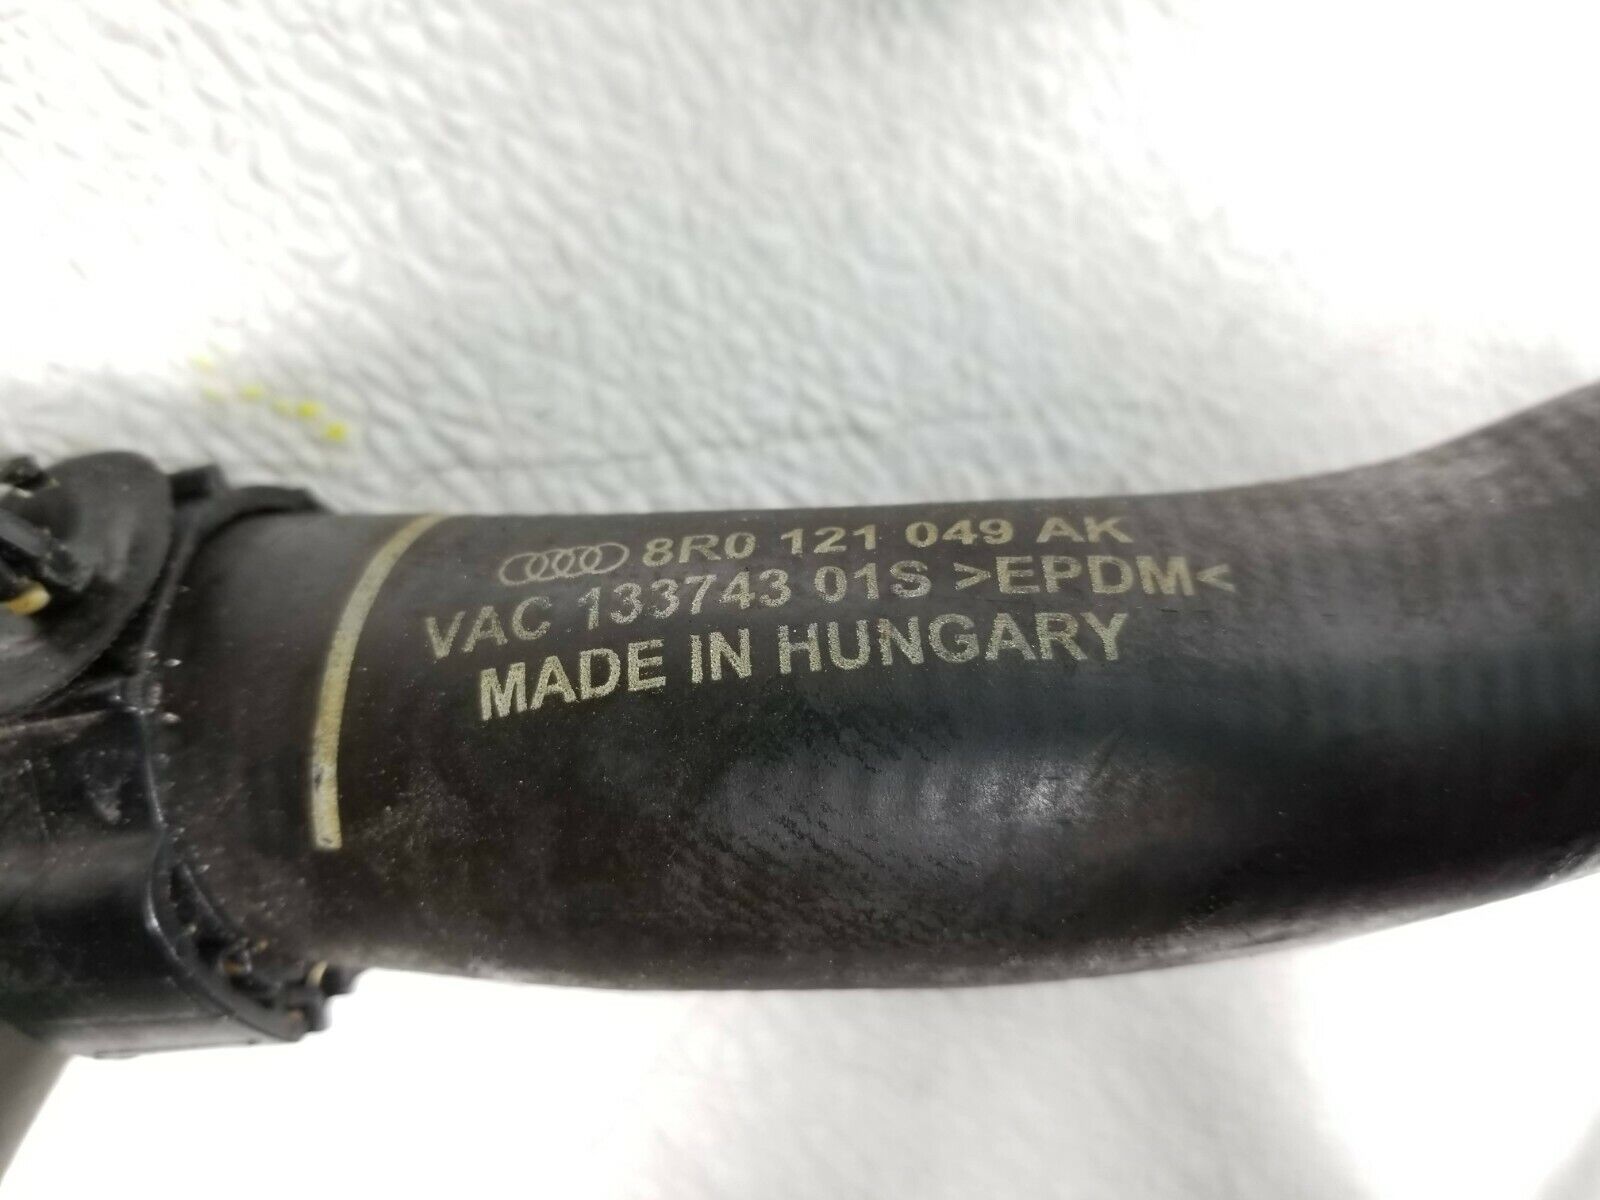 8R0 121 049 AK
VAC 133743 01S >EPDM<
MADE IN HUNGARY